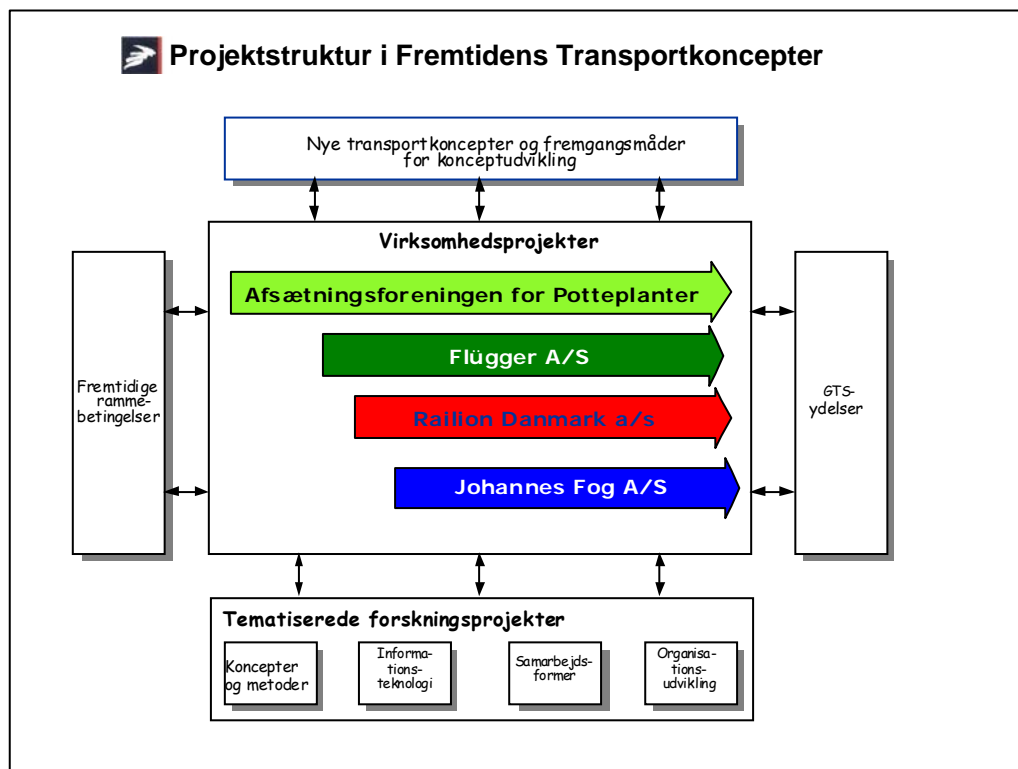 Projektstruktur i Fremtidens Transportkoncepter
Nye transportkoncepter og fremgangsmåder
for konceptudvikling
Virksomhedsprojekter
Afsætningsforeningen for Potteplanter
Flügger A/S
Railion Danmark a/s
Johannes Fog A/S
Fremtidige
ramme-
betingelser
GTS-
ydelser
Tematiserede forskningsprojekter
Koncepter
og metoder
Informa-
tions-
teknologi
Samarbejds-
former
Organisa-
tions-
udvikling